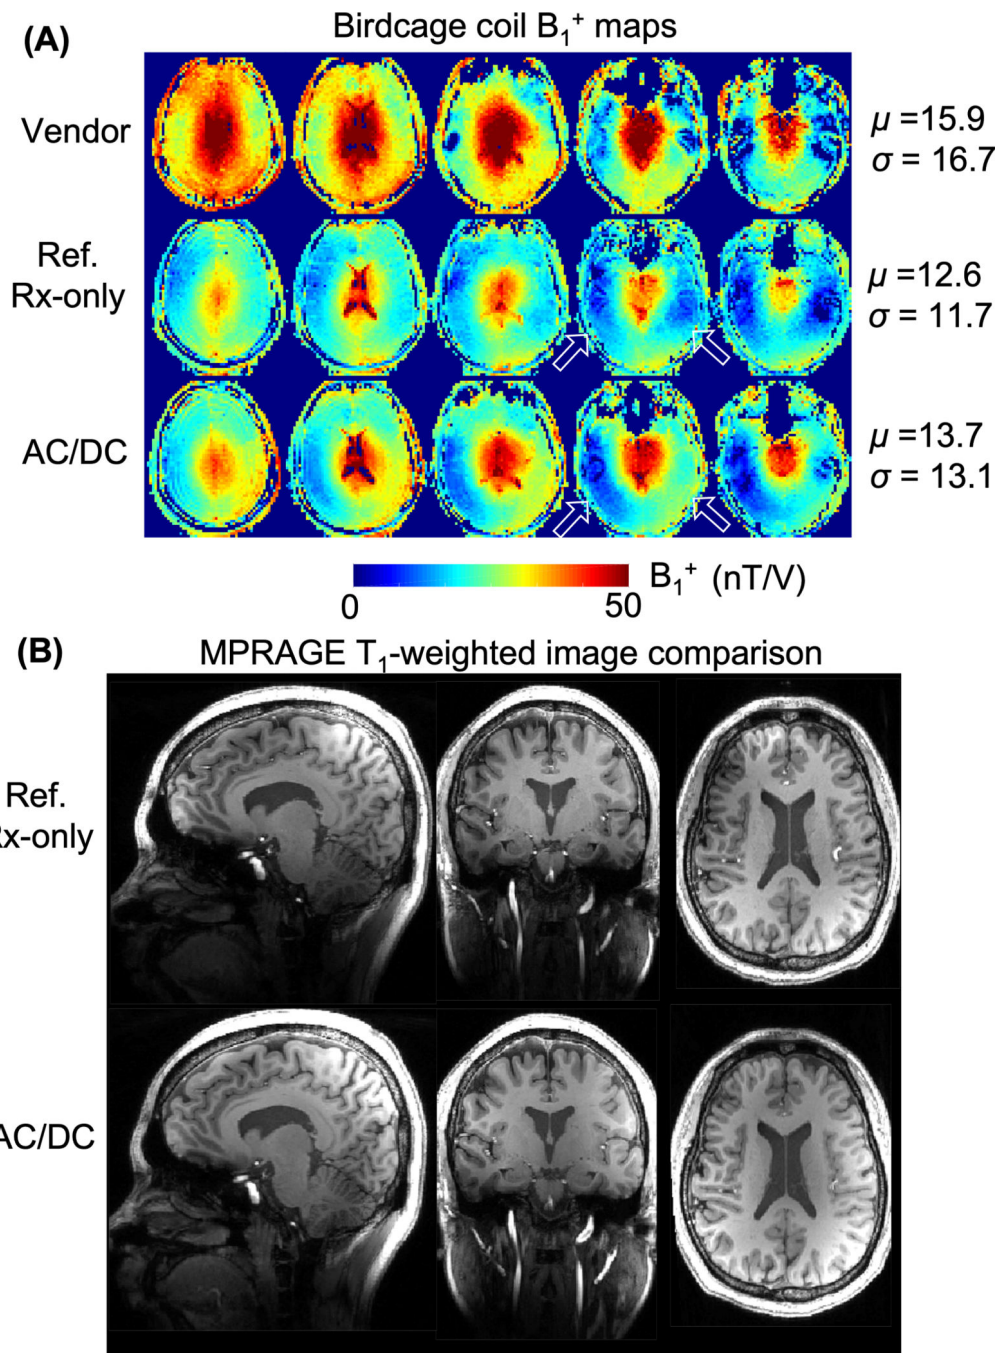 (A)
Birdcage coil B₁⁺ maps
Vendor
μ =15.9
σ = 16.7
Ref.
Rx-only
μ =12.6
σ = 11.7
AC/DC
μ =13.7
σ = 13.1
0
50
B₁⁺ (nT/V)
(B)
MPRAGE T₁-weighted image comparison
Ref.
Rx-only
AC/DC